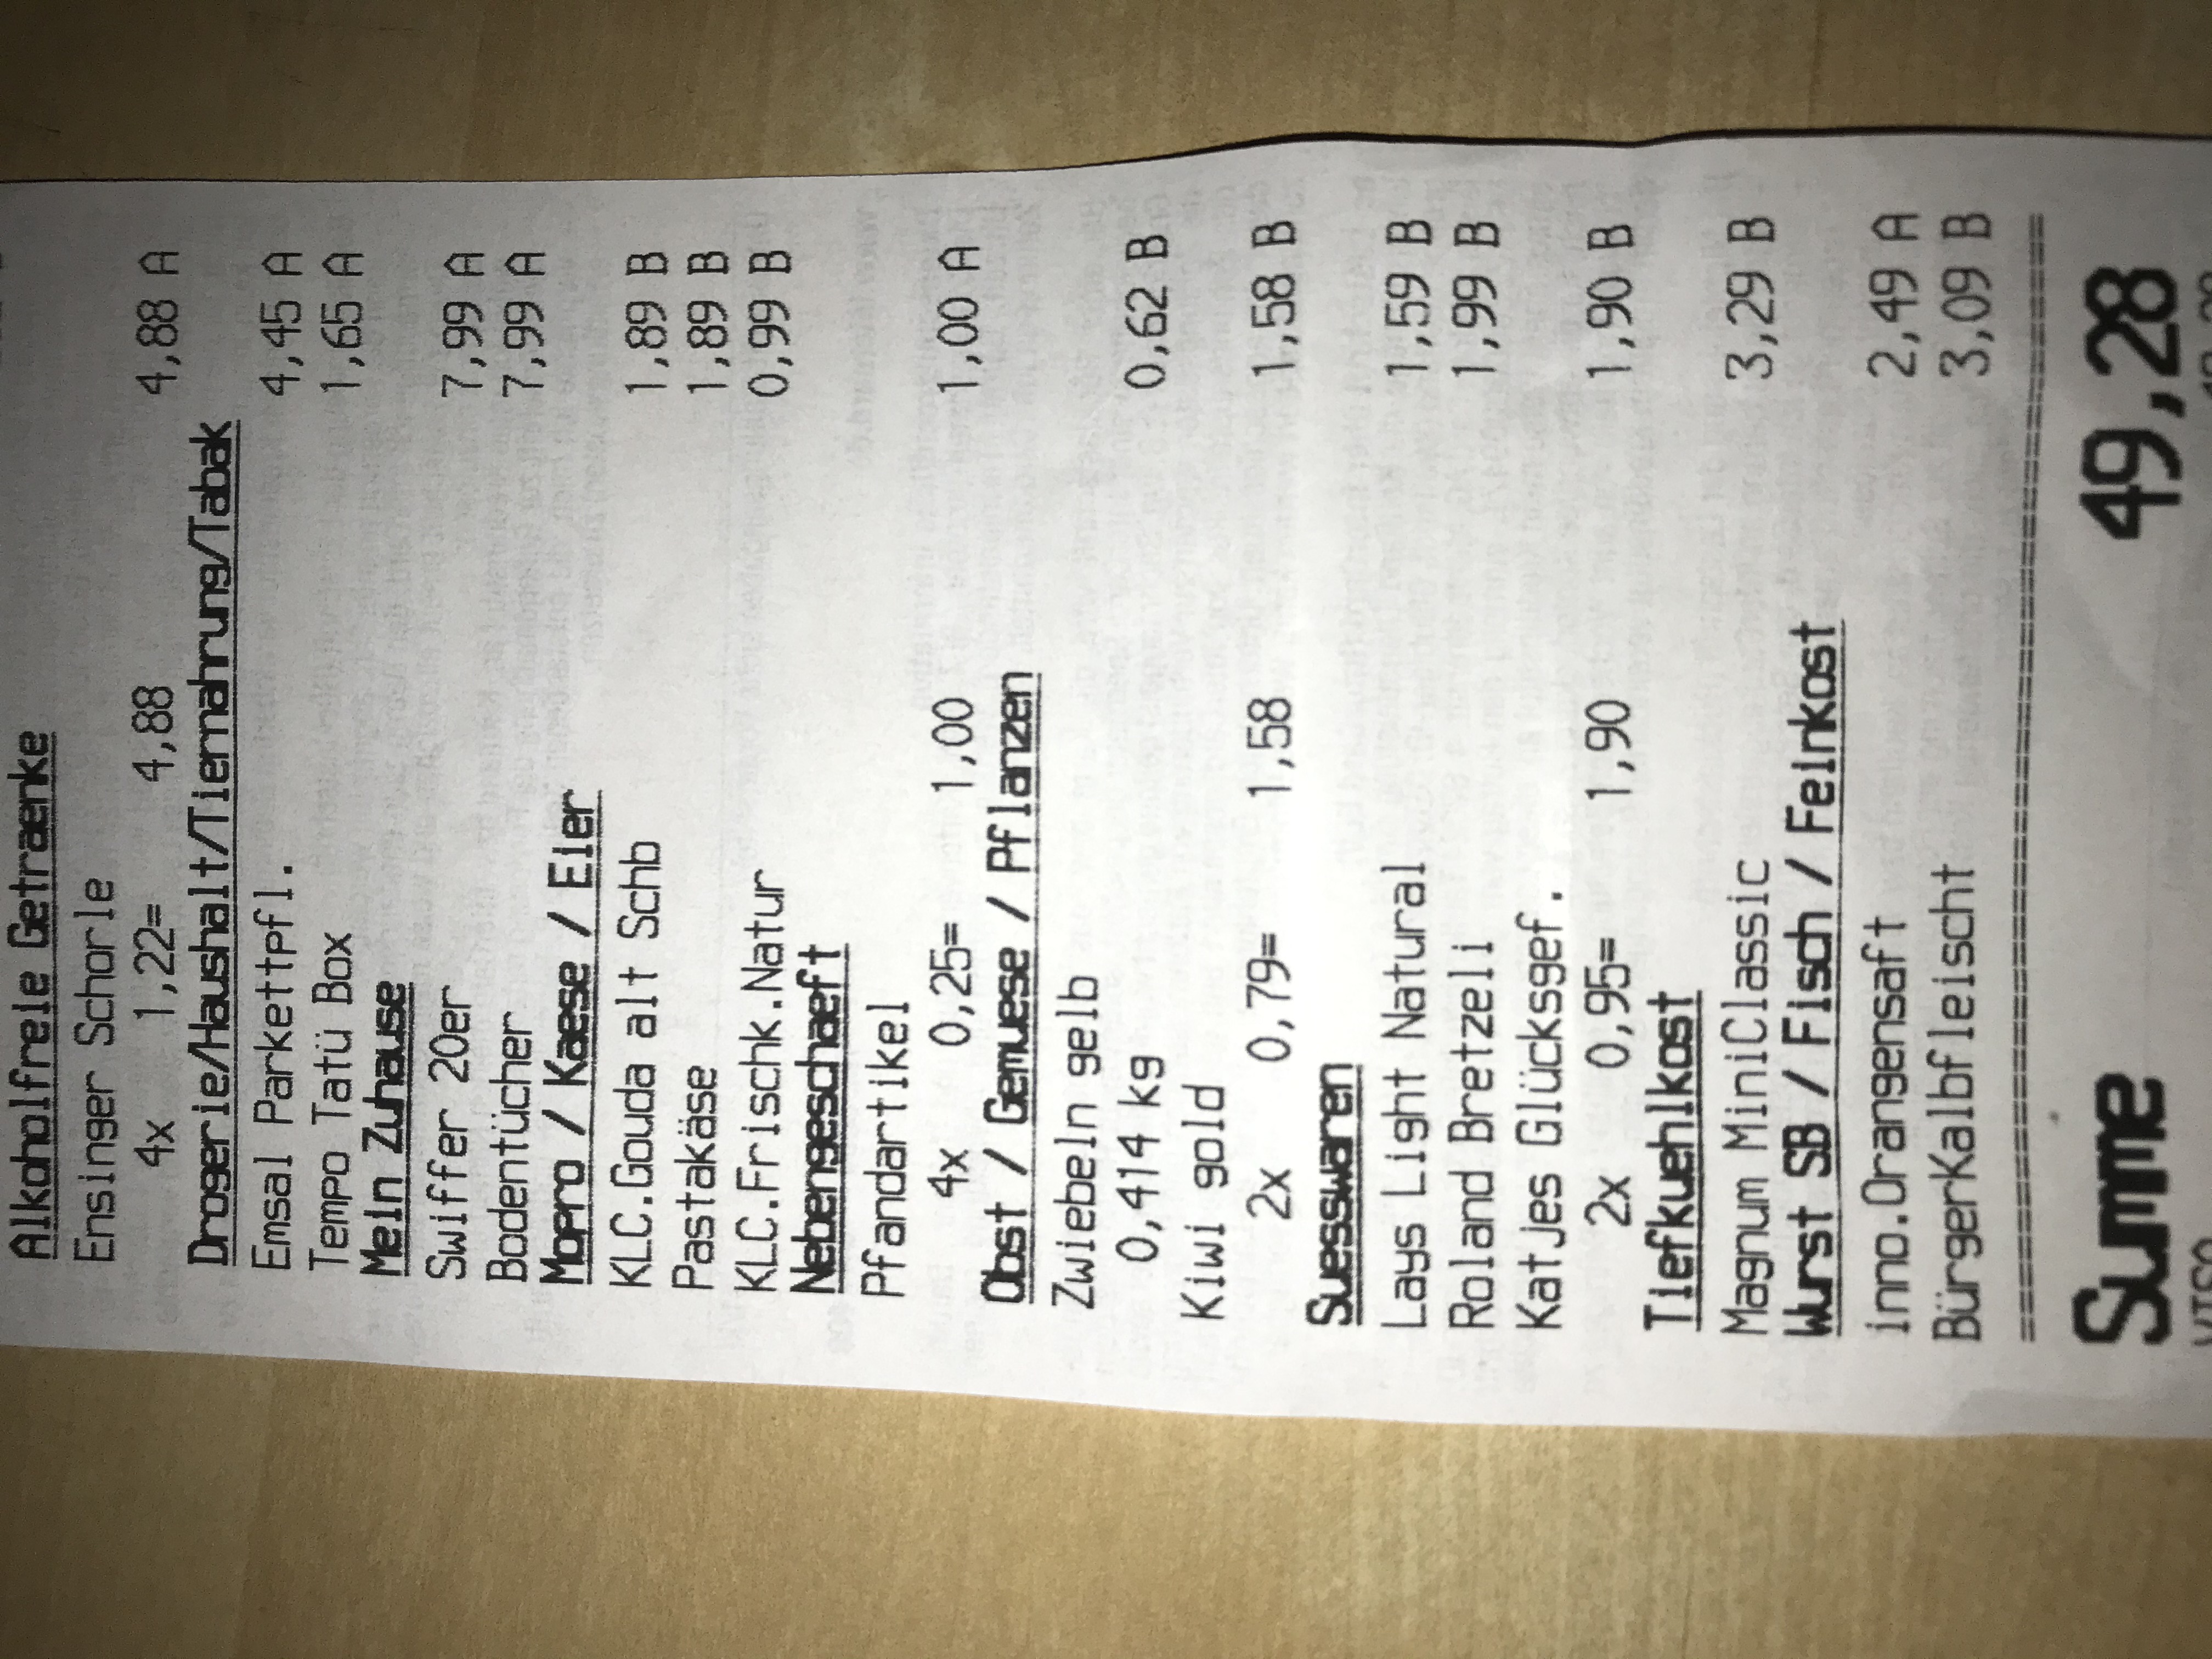 Alkoholfreie Getraenke
Ensinger Schorle
4x 1,22= 4,88 4,88 A
Drogerie/Haushalt/Tiernahrung/Tabak
Emsal Parkettpfl. 4,45 A
Tempo Tatü Box 1,65 A
Mein Zuhause
Swiffer 20er 7,99 A
Bodentücher 7,99 A
Mopro / Kaese / Eier
KLC.Gouda alt Schb 1,89 B
Pastakäse 1,89 B
KLC.Frischk.Natur 0,99 B
Nebengeschaeft
Pfandartikel
4x 0,25= 1,00 1,00 A
Obst / Gemuese / Pflanzen
Zwiebeln gelb
0,414 kg 0,62 B
Kiwi gold
2x 0,79= 1,58 1,58 B
Suesswaren
Lays Light Natural 1,59 B
Roland Bretzeli 1,99 B
Katjes Glücksgef.
2x 0,95= 1,90 1,90 B
Tiefkuehlkost
Magnum MiniClassic 3,29 B
Wurst SB / Fisch / Feinkost
inno.Orangensaft 2,49 A
BürgerKalbfleischt 3,09 B
================================
Summe 49,28
VISA 49,28